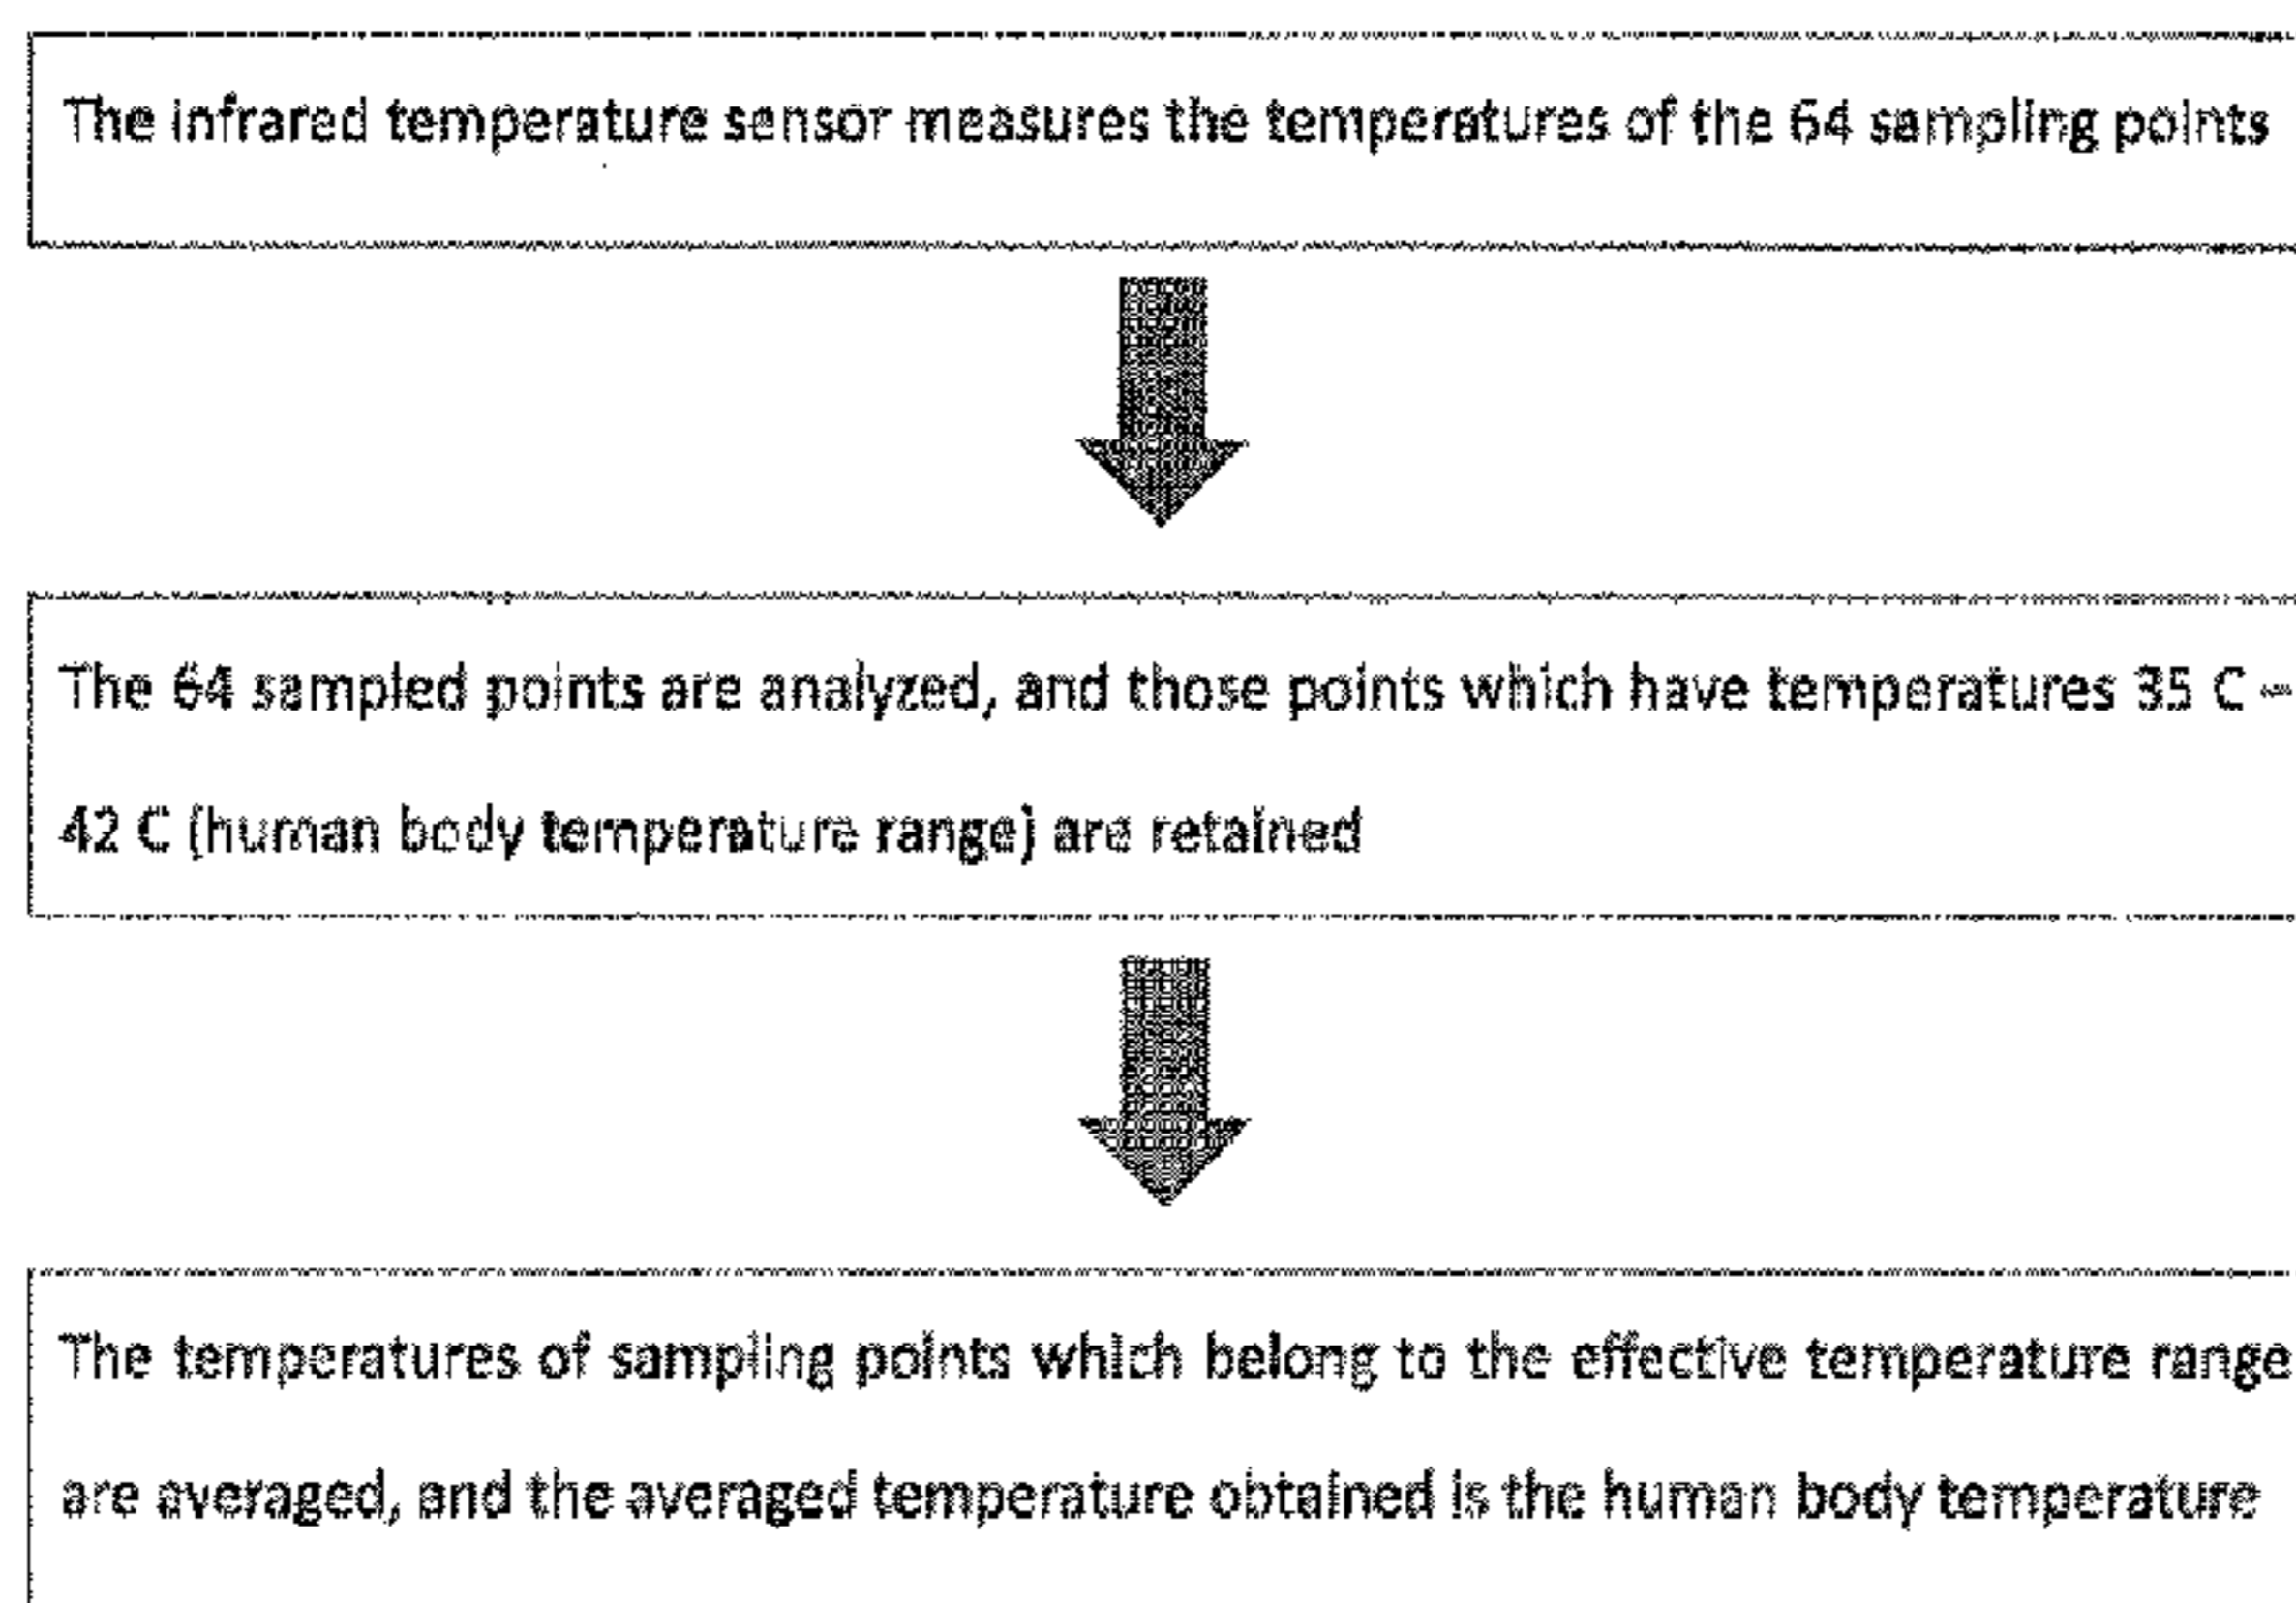 The infrared temperature sensor measures the temperatures of the 64 sampling points
The 64 sampled points are analyzed, and those points which have temperatures 35 C ~
42 C (human body temperature range) are retained
The temperatures of sampling points which belong to the effective temperature range
are averaged, and the averaged temperature obtained is the human body temperature